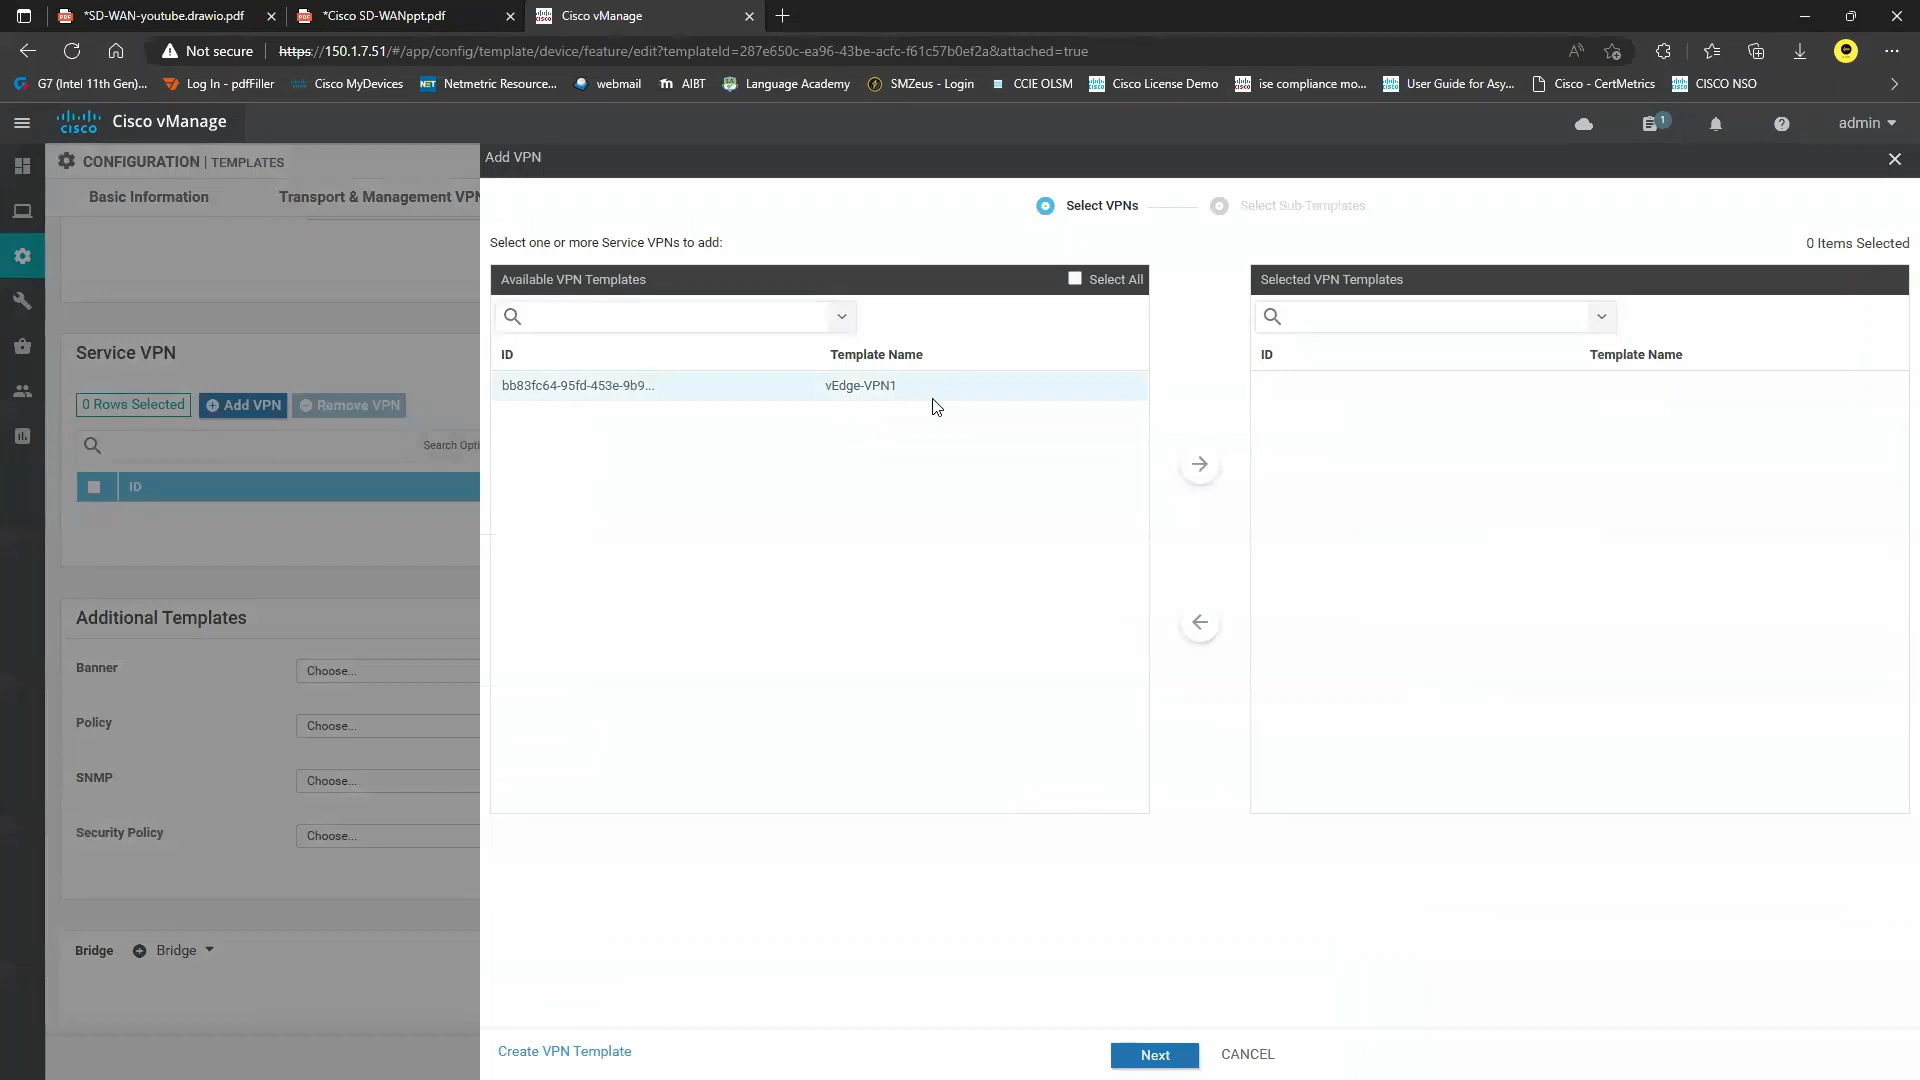 *SD-WAN-youtube.drawio.pdf
*Cisco SD-WANppt.pdf
Cisco vManage
Not secure
https://150.1.7.51/#/app/config/template/device/feature/edit?templateId=287e650c-ea96-43be-acfc-f61c57b0ef2a&attached=true
G7 (Intel 11th Gen)...
Log In - pdfFiller
Cisco MyDevices
NET Netmetric Resource...
webmail
AIBT
Language Academy
SMZeus - Login
CCIE OLSM
Cisco License Demo
ise compliance mo...
User Guide for Asy...
Cisco - CertMetrics
CISCO NSO
CISCO Cisco vManage
1
admin
CONFIGURATION | TEMPLATES
Basic Information
Transport & Management VPN
Add VPN
Select VPNs
Select Sub-Templates
Select one or more Service VPNs to add:
0 Items Selected
Available VPN Templates
Select All
Selected VPN Templates
ID
Template Name
ID
Template Name
bb83fc64-95fd-453e-9b9...
vEdge-VPN1
Service VPN
0 Rows Selected
Add VPN
Remove VPN
Search Opti
ID
Additional Templates
Banner
Choose...
Policy
Choose...
SNMP
Choose...
Security Policy
Choose...
Bridge
Bridge
Create VPN Template
Next
CANCEL